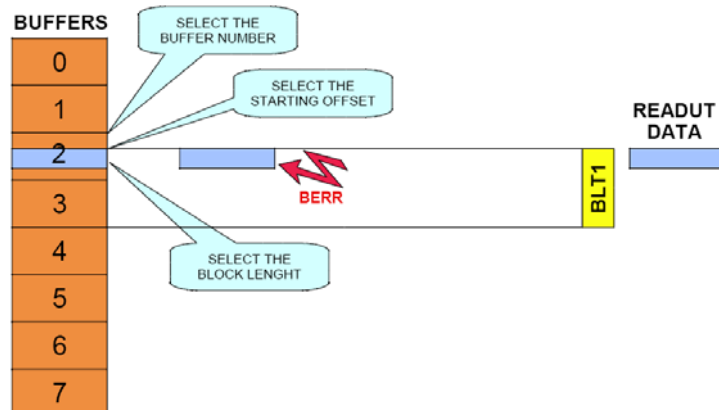 BUFFERS
SELECT THE
BUFFER NUMBER
SELECT THE
STARTING OFFSET
READUT
DATA
0
1
2
3
4
5
6
7
BERR
BLT1
SELECT THE
BLOCK LENGHT